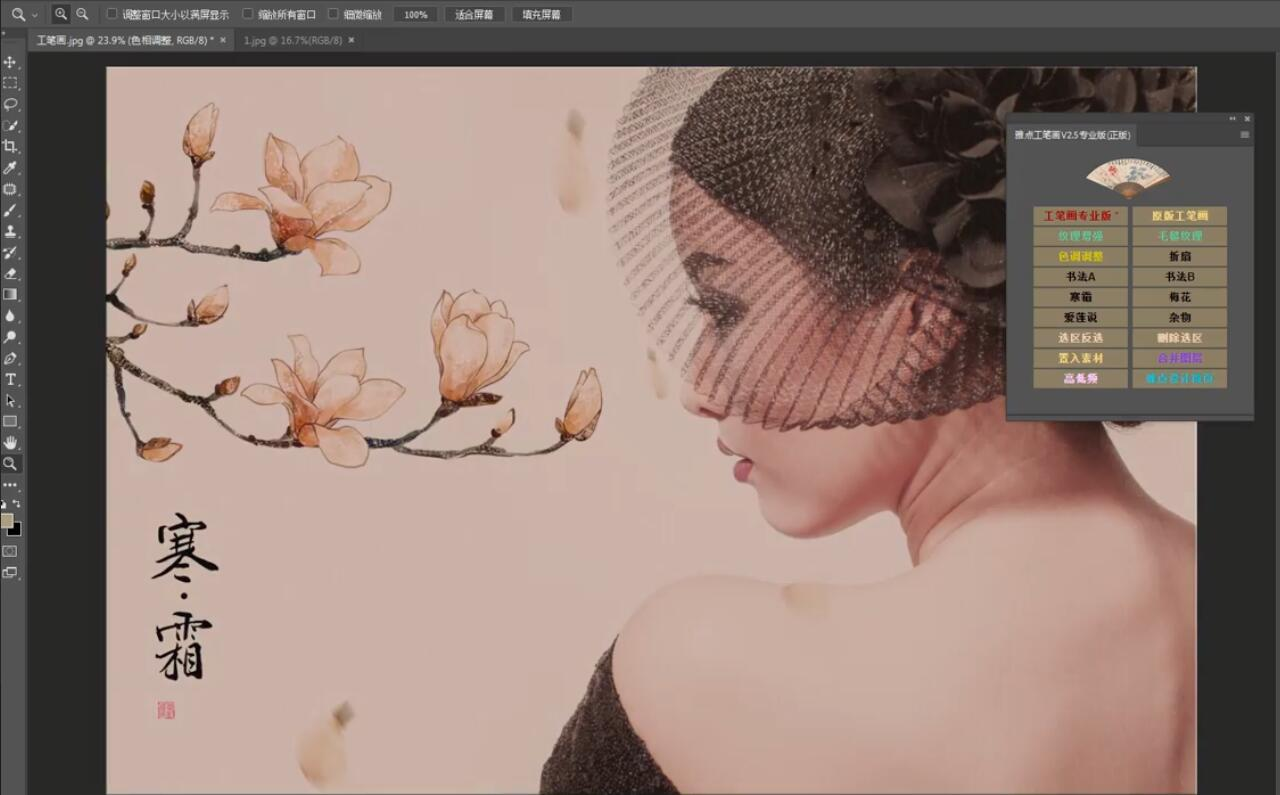 调整窗口大小以满屏显示 缩放所有窗口 细微缩放 100% 适合屏幕 填充屏幕
工笔画.jpg @ 23.9% (色相调整, RGB/8) * × 1.jpg @ 16.7%(RGB/8) ×
雅点工笔画V2.5专业版(正版)
工笔画专业版 原版工笔画
纹理增强 毛毯纹理
色调调整 折扇
书法A 书法B
寒霜 梅花
爱莲说 杂物
选区反选 删除选区
置入素材 合并图层
高低频
寒·霜